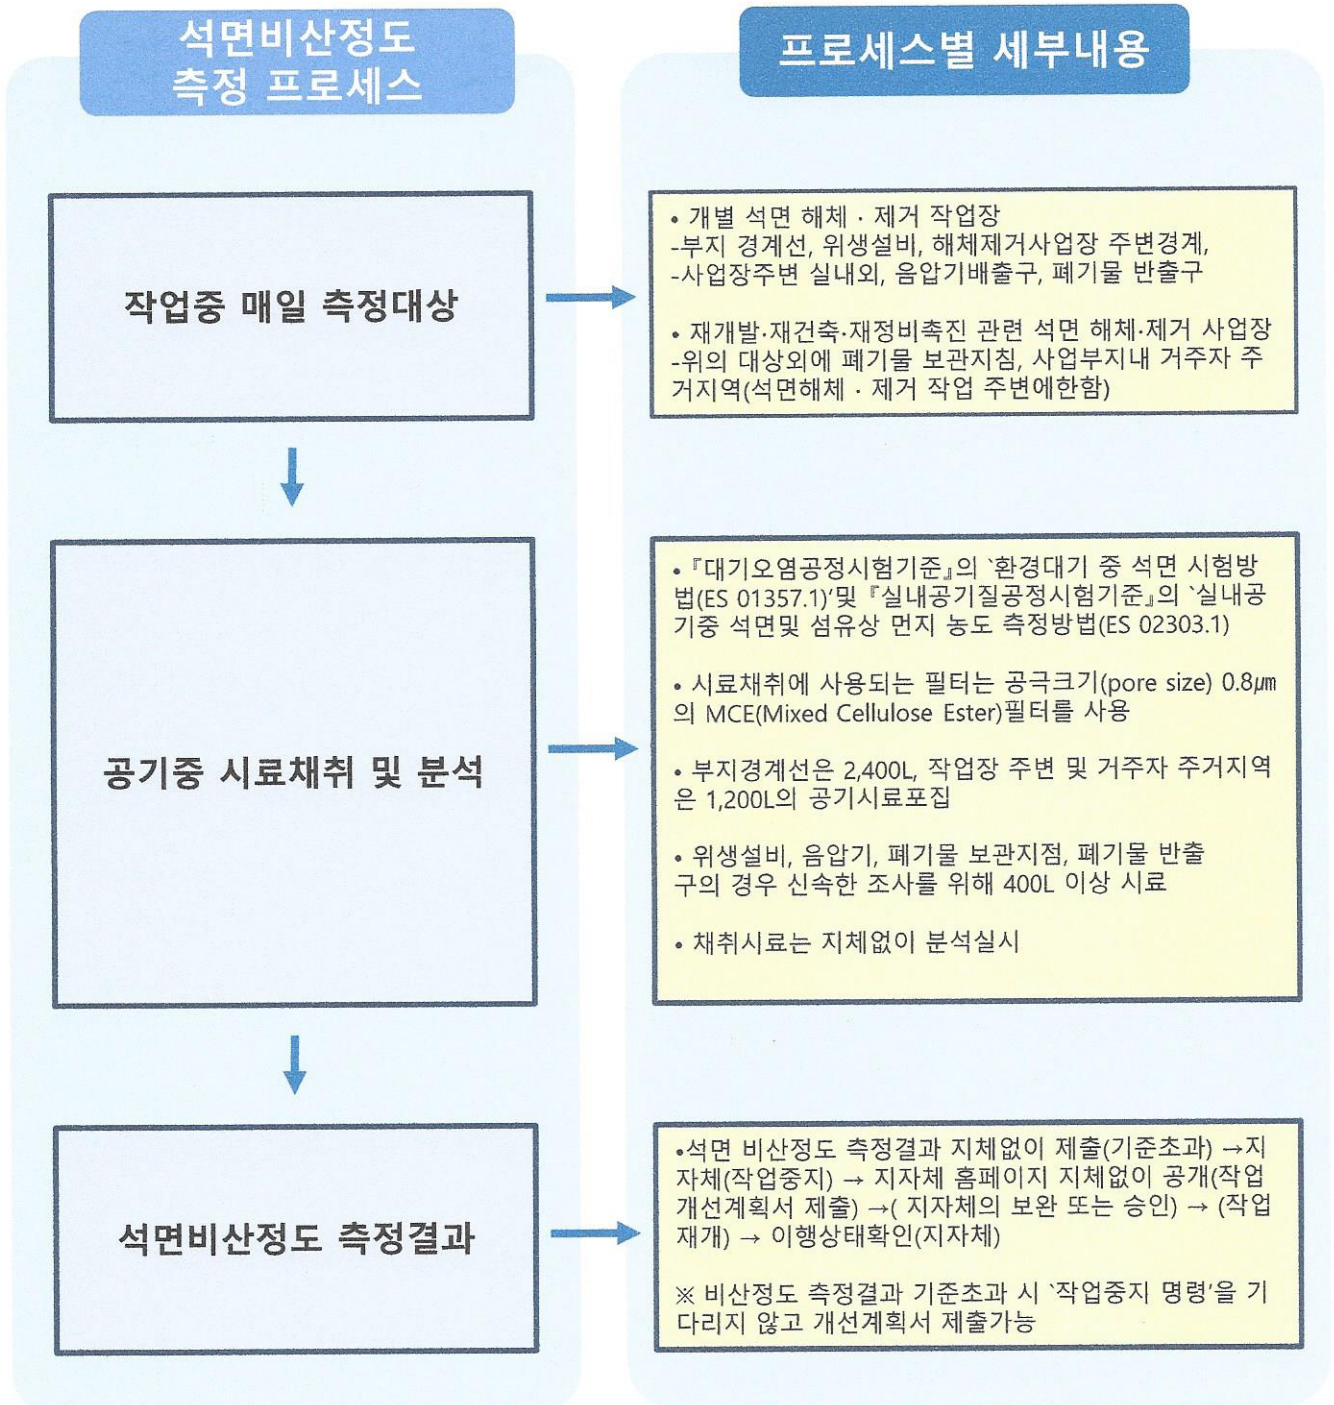 석면비산정도
측정 프로세스
프로세스별 세부내용
작업중 매일 측정대상
• 개별 석면 해체 · 제거 작업장
-부지 경계선, 위생설비, 해체제거사업장 주변경계,
-사업장주변 실내외, 음압기배출구, 폐기물 반출구
• 재개발·재건축·재정비촉진 관련 석면 해체·제거 사업장
-위의 대상외에 폐기물 보관지침, 사업부지내 거주자 주
거지역(석면해체 · 제거 작업 주변에한함)
공기중 시료채취 및 분석
• 『대기오염공정시험기준』의 `환경대기 중 석면 시험방
법(ES 01357.1)’및 『실내공기질공정시험기준』의 `실내공
기중 석면및 섬유상 먼지 농도 측정방법(ES 02303.1)
• 시료채취에 사용되는 필터는 공극크기(pore size) 0.8㎛
의 MCE(Mixed Cellulose Ester)필터를 사용
• 부지경계선은 2,400L, 작업장 주변 및 거주자 주거지역
은 1,200L의 공기시료포집
• 위생설비, 음압기, 폐기물 보관지점, 폐기물 반출
구의 경우 신속한 조사를 위해 400L 이상 시료
• 채취시료는 지체없이 분석실시
석면비산정도 측정결과
•석면 비산정도 측정결과 지체없이 제출(기준초과) →지
자체(작업중지) → 지자체 홈페이지 지체없이 공개(작업
개선계획서 제출) →( 지자체의 보완 또는 승인) → (작업
재개) → 이행상태확인(지자체)
※ 비산정도 측정결과 기준초과 시 `작업중지 명령’을 기
다리지 않고 개선계획서 제출가능